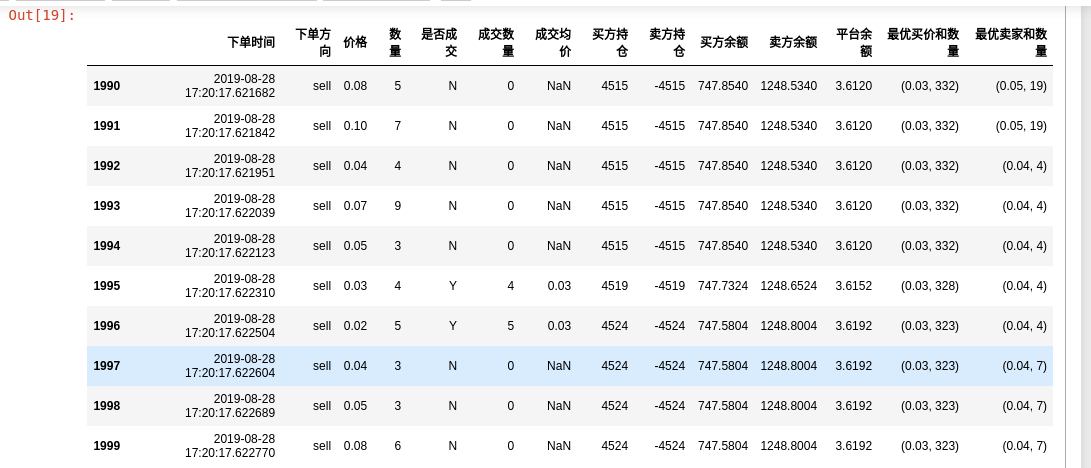 Out[19]:
下单时间 下单方向 价格 数量 是否成交 成交数量 成交均价 买方持仓 卖方持仓 买方余额 卖方余额 平台余额 最优买价和数量 最优卖家和数量
1990 2019-08-28 17:20:17.621682 sell 0.08 5 N 0 NaN 4515 -4515 747.8540 1248.5340 3.6120 (0.03, 332) (0.05, 19)
1991 2019-08-28 17:20:17.621842 sell 0.10 7 N 0 NaN 4515 -4515 747.8540 1248.5340 3.6120 (0.03, 332) (0.05, 19)
1992 2019-08-28 17:20:17.621951 sell 0.04 4 N 0 NaN 4515 -4515 747.8540 1248.5340 3.6120 (0.03, 332) (0.04, 4)
1993 2019-08-28 17:20:17.622039 sell 0.07 9 N 0 NaN 4515 -4515 747.8540 1248.5340 3.6120 (0.03, 332) (0.04, 4)
1994 2019-08-28 17:20:17.622123 sell 0.05 3 N 0 NaN 4515 -4515 747.8540 1248.5340 3.6120 (0.03, 332) (0.04, 4)
1995 2019-08-28 17:20:17.622310 sell 0.03 4 Y 4 0.03 4519 -4519 747.7324 1248.6524 3.6152 (0.03, 328) (0.04, 4)
1996 2019-08-28 17:20:17.622504 sell 0.02 5 Y 5 0.03 4524 -4524 747.5804 1248.8004 3.6192 (0.03, 323) (0.04, 4)
1997 2019-08-28 17:20:17.622604 sell 0.04 3 N 0 NaN 4524 -4524 747.5804 1248.8004 3.6192 (0.03, 323) (0.04, 7)
1998 2019-08-28 17:20:17.622689 sell 0.05 3 N 0 NaN 4524 -4524 747.5804 1248.8004 3.6192 (0.03, 323) (0.04, 7)
1999 2019-08-28 17:20:17.622770 sell 0.08 6 N 0 NaN 4524 -4524 747.5804 1248.8004 3.6192 (0.03, 323) (0.04, 7)